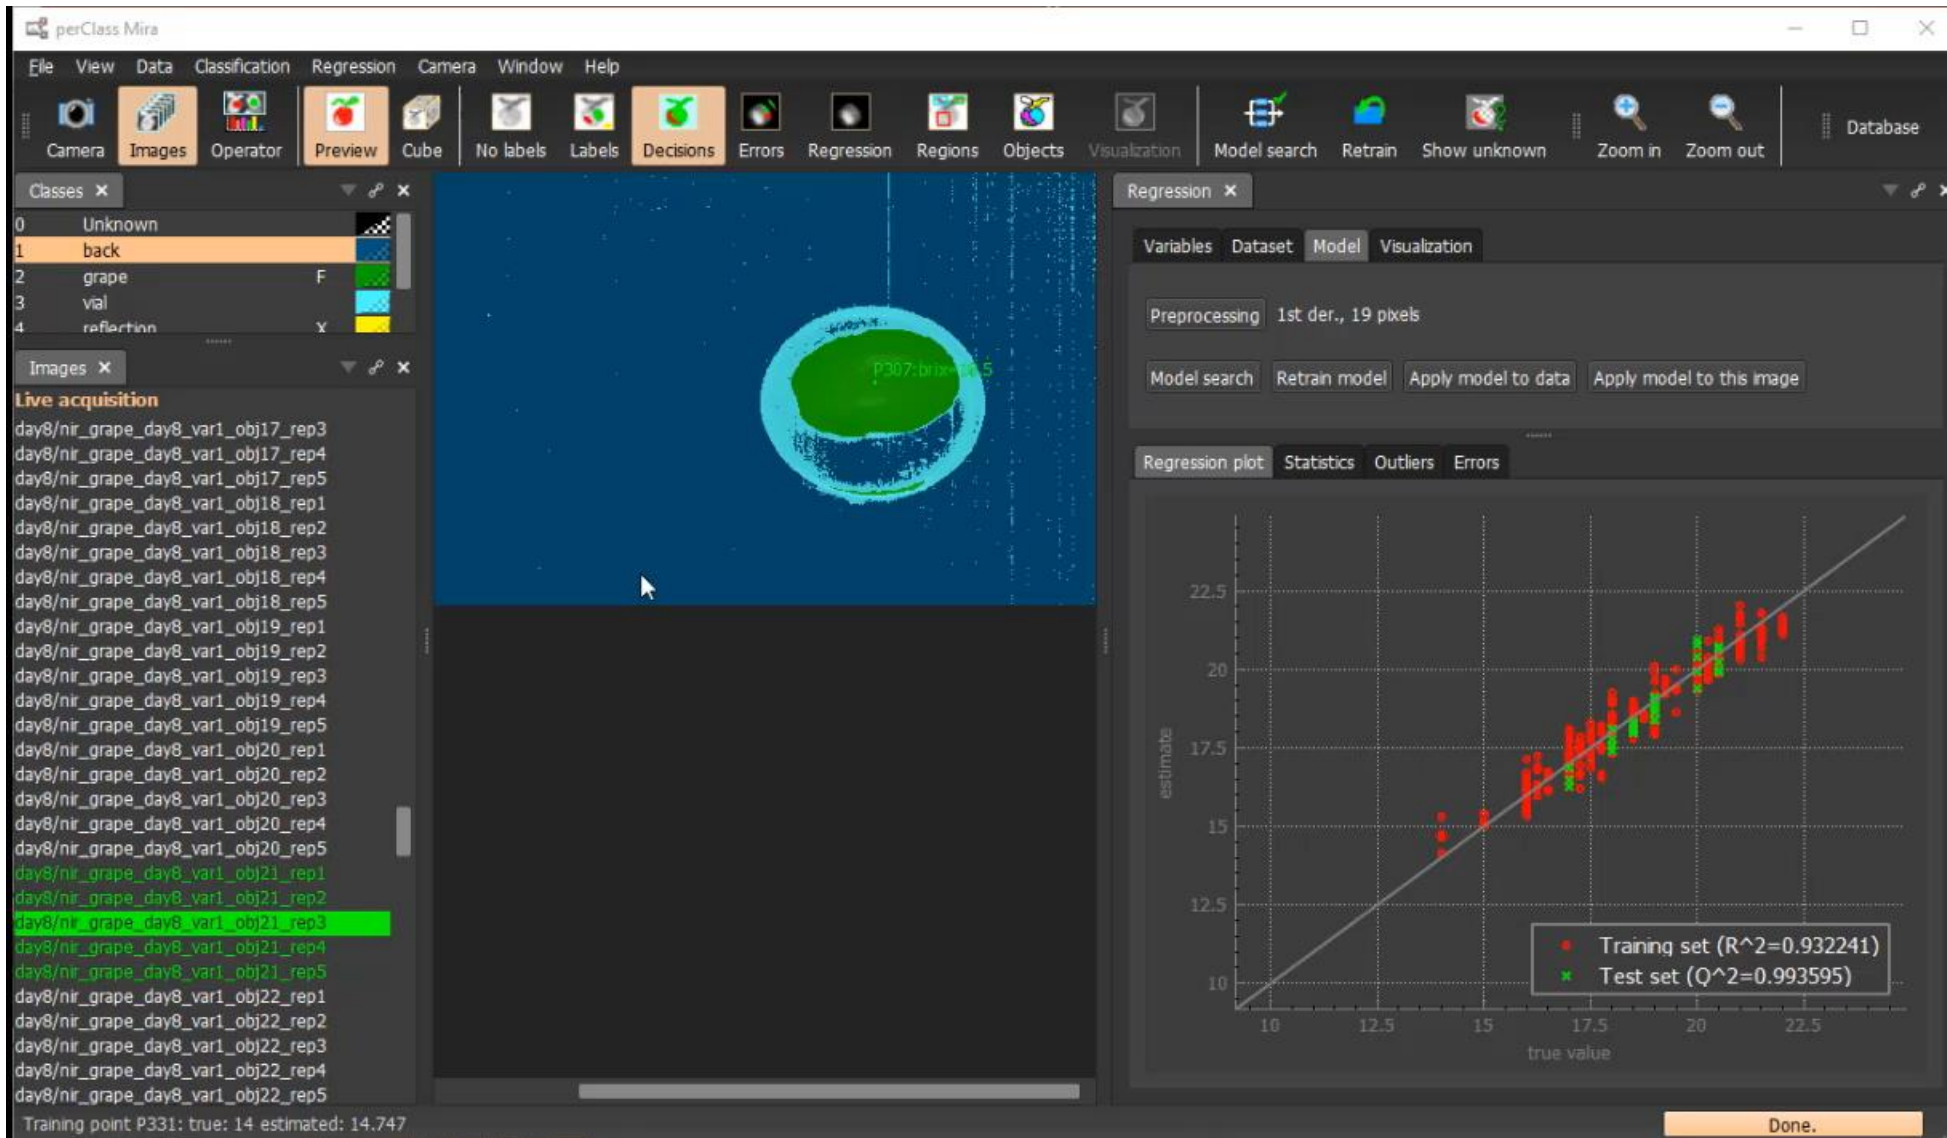 perClass Mira
File View Data Classification Regression Camera Window Help
Camera Images Operator Preview Cube No labels Labels Decisions Errors Regression Regions Objects Visualization Model search Retrain Show unknown Zoom in Zoom out Database
Classes
0 Unknown
1 back
2 grape F
3 vial
4 reflection X
Images
Live acquisition
day8/nir_grape_day8_var1_obj17_rep3
day8/nir_grape_day8_var1_obj17_rep4
day8/nir_grape_day8_var1_obj17_rep5
day8/nir_grape_day8_var1_obj18_rep1
day8/nir_grape_day8_var1_obj18_rep2
day8/nir_grape_day8_var1_obj18_rep3
day8/nir_grape_day8_var1_obj18_rep4
day8/nir_grape_day8_var1_obj18_rep5
day8/nir_grape_day8_var1_obj19_rep1
day8/nir_grape_day8_var1_obj19_rep2
day8/nir_grape_day8_var1_obj19_rep3
day8/nir_grape_day8_var1_obj19_rep4
day8/nir_grape_day8_var1_obj19_rep5
day8/nir_grape_day8_var1_obj20_rep1
day8/nir_grape_day8_var1_obj20_rep2
day8/nir_grape_day8_var1_obj20_rep3
day8/nir_grape_day8_var1_obj20_rep4
day8/nir_grape_day8_var1_obj20_rep5
day8/nir_grape_day8_var1_obj21_rep1
day8/nir_grape_day8_var1_obj21_rep2
day8/nir_grape_day8_var1_obj21_rep3
day8/nir_grape_day8_var1_obj21_rep4
day8/nir_grape_day8_var1_obj21_rep5
day8/nir_grape_day8_var1_obj22_rep1
day8/nir_grape_day8_var1_obj22_rep2
day8/nir_grape_day8_var1_obj22_rep3
day8/nir_grape_day8_var1_obj22_rep4
day8/nir_grape_day8_var1_obj22_rep5
Regression
Variables Dataset Model Visualization
Preprocessing 1st der., 19 pixels
Model search Retrain model Apply model to data Apply model to this image
Regression plot Statistics Outliers Errors
22.5
20
17.5
15
12.5
10
estimate
Training set (R^2=0.932241)
Test set (Q^2=0.993595)
10 12.5 15 17.5 20 22.5
true value
Training point P331: true: 14 estimated: 14.747
Done.